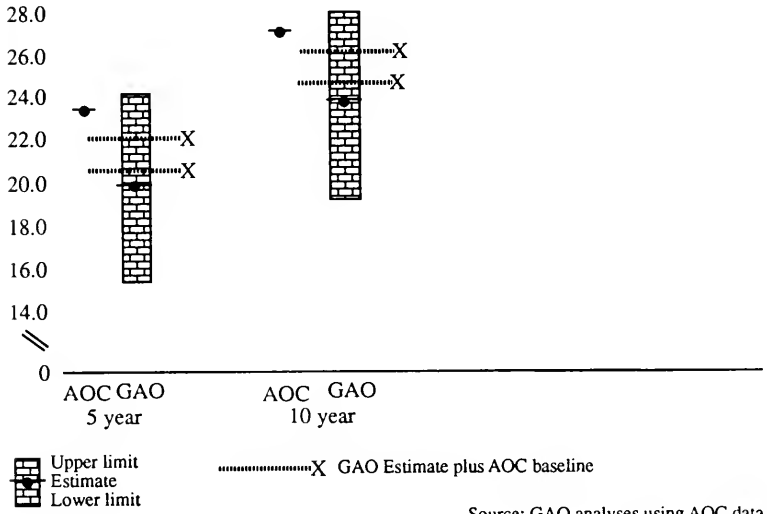 28.0
26.0
24.0
22.0
20.0
18.0
16.0
14.0
0
AOC GAO
5 year
AOC GAO
10 year
Upper limit
Estimate
Lower limit
X GAO Estimate plus AOC baseline
X
X
X
X
Source: GAO analyses using AOC data